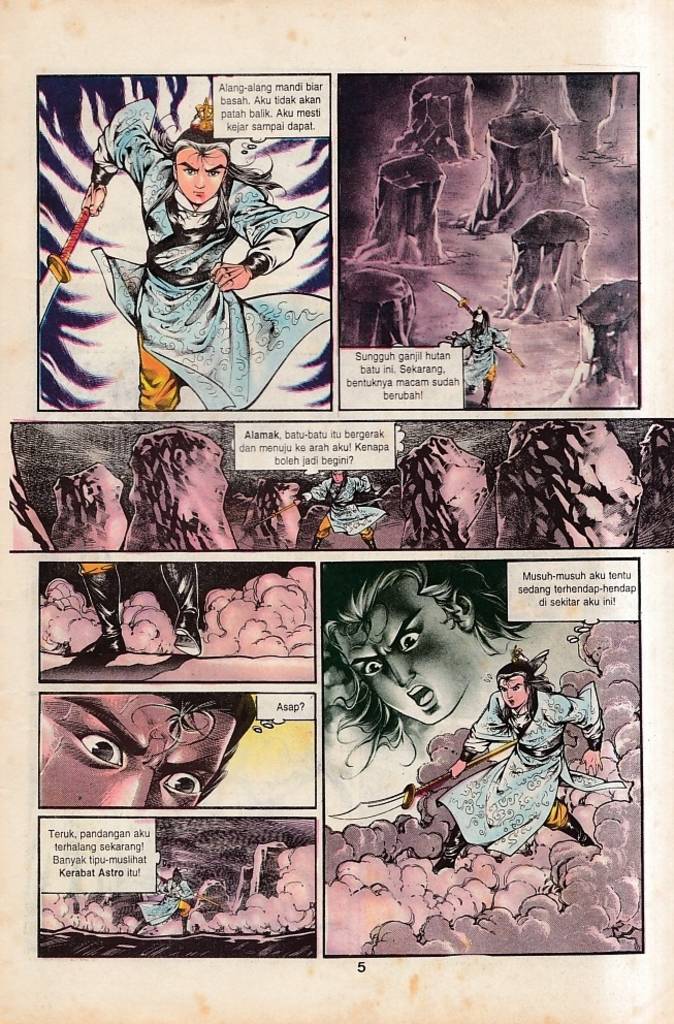 Alang-alang mandi biar
basah. Aku tidak akan
patah balik. Aku mesti
kejar sampai dapat.
Sungguh ganjil hutan
batu ini. Sekarang,
bentuknya macam sudah
berubah!
Alamak, batu-batu itu bergerak
dan menuju ke arah aku! Kenapa
boleh jadi begini?
Asap?
Teruk, pandangan aku
terhalang sekarang!
Banyak tipu-muslihat
Kerabat Astro itu!
Musuh-musuh aku tentu
sedang terhendap-hendap
di sekitar aku ini!
5